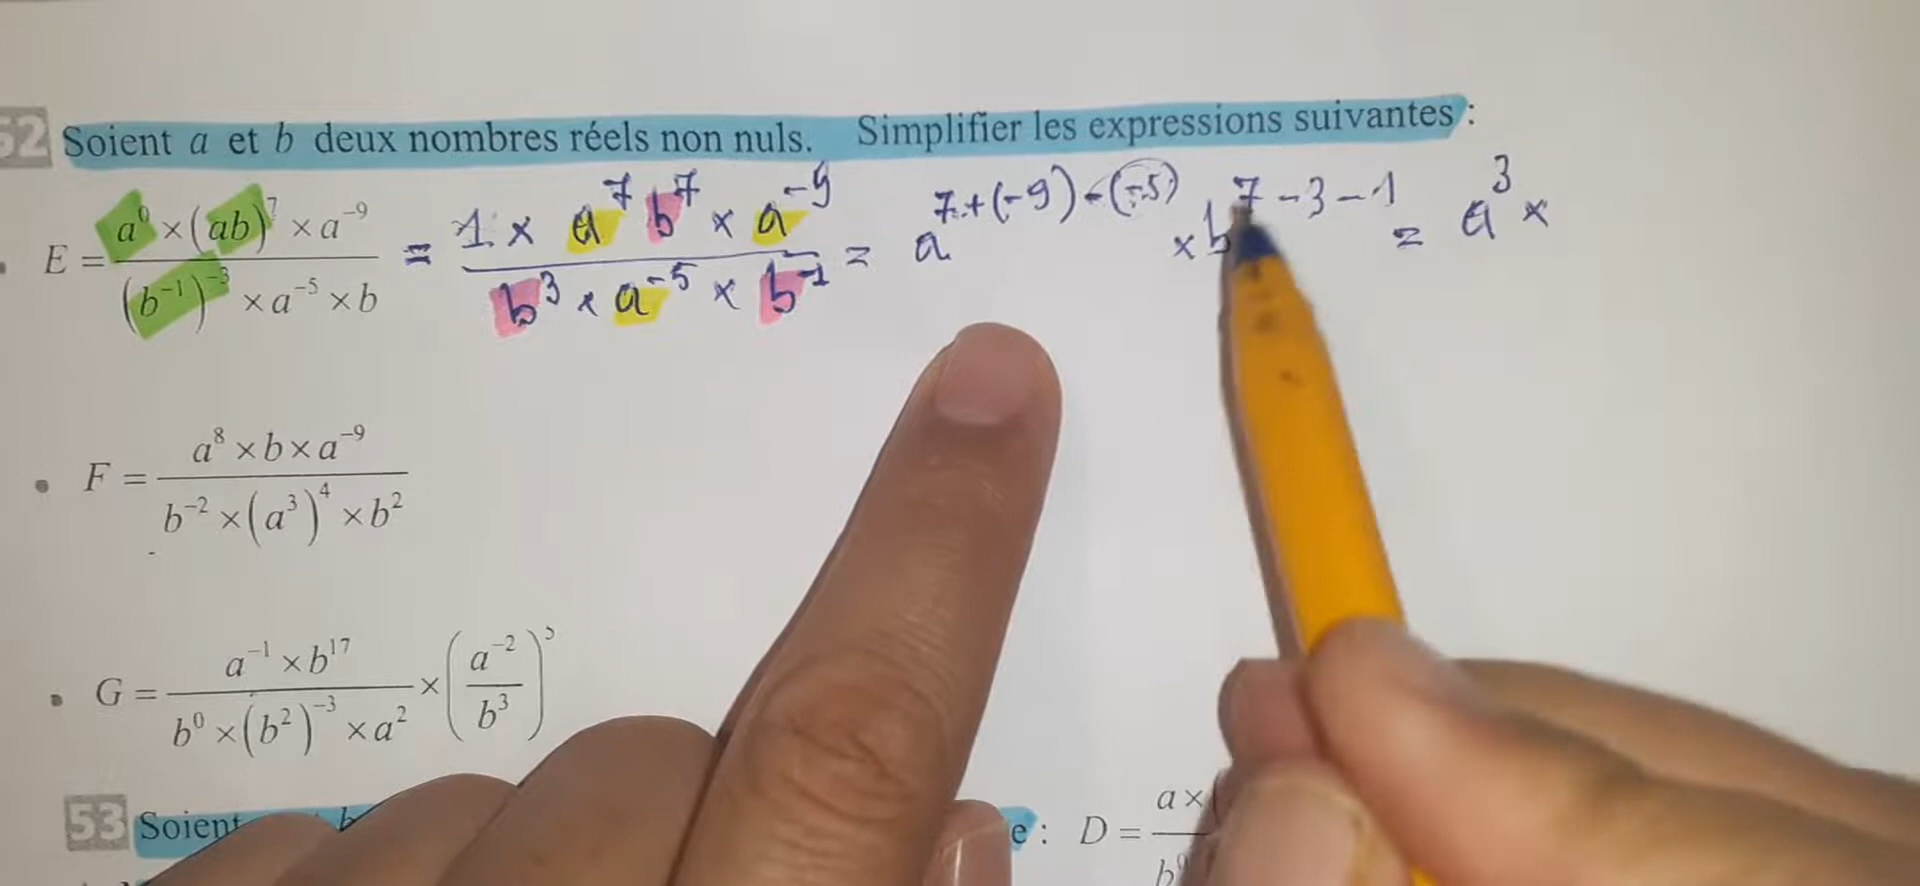 52 Soient a et b deux nombres réels non nuls. Simplifier les expressions suivantes :
E = (a⁰ × (ab)⁷ × a⁻⁹) / ((b⁻¹)⁻³ × a⁻⁵ × b) = (1 × a⁷ b⁷ × a⁻⁹) / (b³ × a⁻⁵ × b¹) = a⁷⁺⁽⁻⁹⁾⁻⁽⁻⁵⁾ × b⁷⁻³⁻¹ = a³ ×
F = (a⁸ × b × a⁻⁹) / (b⁻² × (a³)⁴ × b²)
G = (a⁻¹ × b¹⁷) / (b⁰ × (b²)⁻³ × a²) × (a⁻² / b³)
53 Soient b e : D = a ×